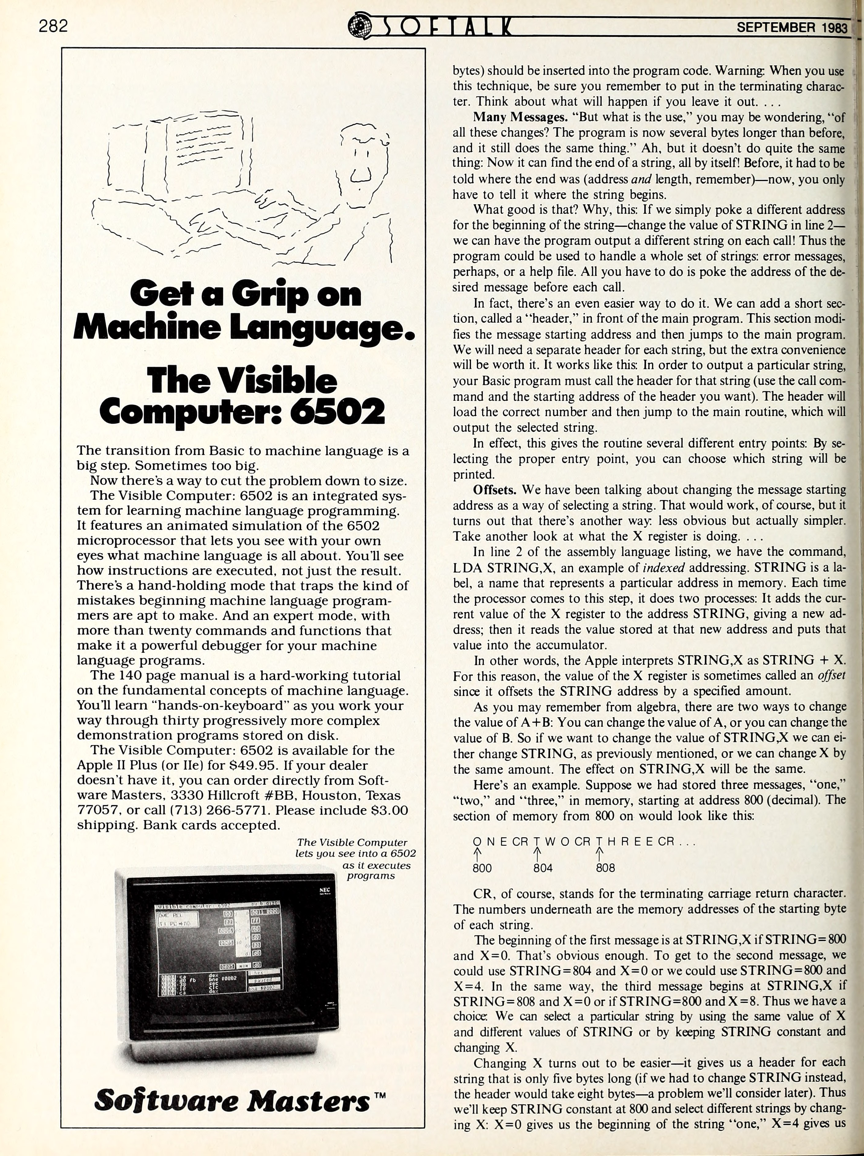 282
SOFTALK
SEPTEMBER 1983
Get a Grip on
Machine Language.
The Visible
Computer: 6502
The transition from Basic to machine language is a
big step. Sometimes too big.
Now there's a way to cut the problem down to size.
The Visible Computer: 6502 is an integrated sys-
tem for learning machine language programming.
It features an animated simulation of the 6502
microprocessor that lets you see with your own
eyes what machine language is all about. You'll see
how instructions are executed, not just the result.
There's a hand-holding mode that traps the kind of
mistakes beginning machine language program-
mers are apt to make. And an expert mode, with
more than twenty commands and functions that
make it a powerful debugger for your machine
language programs.
The 140 page manual is a hard-working tutorial
on the fundamental concepts of machine language.
You'll learn "hands-on-keyboard" as you work your
way through thirty progressively more complex
demonstration programs stored on disk.
The Visible Computer: 6502 is available for the
Apple II Plus (or IIe) for $49.95. If your dealer
doesn't have it, you can order directly from Soft-
ware Masters, 3330 Hillcroft #BB, Houston, Texas
77057, or call (713) 266-5771. Please include $3.00
shipping. Bank cards accepted.
The Visible Computer
lets you see into a 6502
as it executes
programs
NEC
Software Masters™
bytes) should be inserted into the program code. Warning: When you use
this technique, be sure you remember to put in the terminating charac-
ter. Think about what will happen if you leave it out. . . .
Many Messages. "But what is the use," you may be wondering, "of
all these changes? The program is now several bytes longer than before,
and it still does the same thing." Ah, but it doesn't do quite the same
thing: Now it can find the end of a string, all by itself! Before, it had to be
told where the end was (address and length, remember)—now, you only
have to tell it where the string begins.
What good is that? Why, this: If we simply poke a different address
for the beginning of the string—change the value of STRING in line 2—
we can have the program output a different string on each call! Thus the
program could be used to handle a whole set of strings: error messages,
perhaps, or a help file. All you have to do is poke the address of the de-
sired message before each call.
In fact, there's an even easier way to do it. We can add a short sec-
tion, called a "header," in front of the main program. This section modi-
fies the message starting address and then jumps to the main program.
We will need a separate header for each string, but the extra convenience
will be worth it. It works like this: In order to output a particular string,
your Basic program must call the header for that string (use the call com-
mand and the starting address of the header you want). The header will
load the correct number and then jump to the main routine, which will
output the selected string.
In effect, this gives the routine several different entry points: By se-
lecting the proper entry point, you can choose which string will be
printed.
Offsets. We have been talking about changing the message starting
address as a way of selecting a string. That would work, of course, but it
turns out that there's another way: less obvious but actually simpler.
Take another look at what the X register is doing. . . .
In line 2 of the assembly language listing, we have the command,
LDA STRING,X, an example of indexed addressing. STRING is a la-
bel, a name that represents a particular address in memory. Each time
the processor comes to this step, it does two processes: It adds the cur-
rent value of the X register to the address STRING, giving a new ad-
dress; then it reads the value stored at that new address and puts that
value into the accumulator.
In other words, the Apple interprets STRING,X as STRING + X.
For this reason, the value of the X register is sometimes called an offset
since it offsets the STRING address by a specified amount.
As you may remember from algebra, there are two ways to change
the value of A+B: You can change the value of A, or you can change the
value of B. So if we want to change the value of STRING,X we can ei-
ther change STRING, as previously mentioned, or we can change X by
the same amount. The effect on STRING,X will be the same.
Here's an example. Suppose we had stored three messages, "one,"
"two," and "three," in memory, starting at address 800 (decimal). The
section of memory from 800 on would look like this:
O N E CR T W O CR T H R E E CR . . .
↑ ↑ ↑
800 804 808
CR, of course, stands for the terminating carriage return character.
The numbers underneath are the memory addresses of the starting byte
of each string.
The beginning of the first message is at STRING,X if STRING=800
and X=0. That's obvious enough. To get to the second message, we
could use STRING=804 and X=0 or we could use STRING=800 and
X=4. In the same way, the third message begins at STRING,X if
STRING=808 and X=0 or if STRING=800 and X=8. Thus we have a
choice: We can select a particular string by using the same value of X
and different values of STRING or by keeping STRING constant and
changing X.
Changing X turns out to be easier—it gives us a header for each
string that is only five bytes long (if we had to change STRING instead,
the header would take eight bytes—a problem we'll consider later). Thus
we'll keep STRING constant at 800 and select different strings by chang-
ing X: X=0 gives us the beginning of the string "one," X=4 gives us